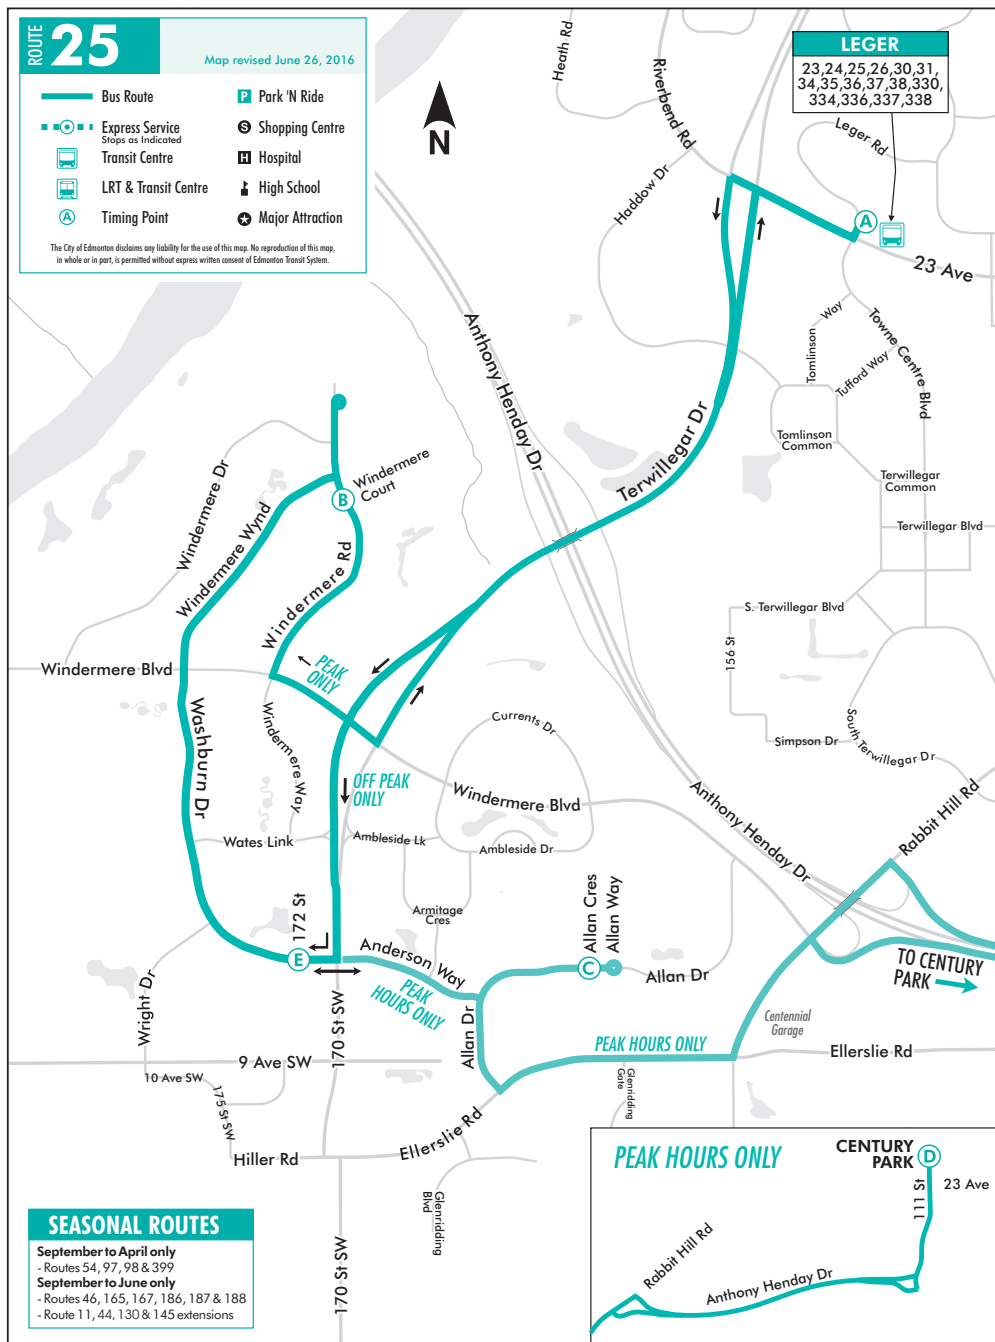 ROUTE 25
Map revised June 26, 2016
Bus Route
Express Service
Stops as Indicated
Transit Centre
LRT & Transit Centre
A Timing Point
P Park 'N Ride
S Shopping Centre
H Hospital
High School
Major Attraction
The City of Edmonton disclaims any liability for the use of this map. No reproduction of this map,
in whole or in part, is permitted without express written consent of Edmonton Transit System.
N
LEGER
23,24,25,26,30,31,
34,35,36,37,38,330,
334,336,337,338
Heath Rd
Riverbend Rd
Leger Rd
Haddow Dr
A
23 Ave
Anthony Henday Dr
Tomlinson Way
Towne Centre Blvd
Tufford Way
Tomlinson
Common
Terwillegar Dr
Terwillegar
Common
Terwillegar Blvd
Windermere
Court
B
Windermere Dr
Windermere Wynd
Windermere Rd
S. Terwillegar Blvd
156 St
Windermere Blvd
PEAK
ONLY
Washburn Dr
Windermere Way
Currents Dr
Simpson Dr
South Terwillegar Dr
OFF PEAK
ONLY
Windermere Blvd
Anthony Henday Dr
Rabbit Hill Rd
Wates Link
Ambleside Lk
Ambleside Dr
Armitage
Cres
172 St
E
Anderson Way
Allan Cres
Allan Way
C
Allan Dr
TO CENTURY
PARK
PEAK
HOURS ONLY
Wright Dr
170 St SW
Allan Dr
Centennial
Garage
PEAK HOURS ONLY
Ellerslie Rd
9 Ave SW
10 Ave SW
175 St SW
Glenridding
Gate
Hiller Rd
Ellerslie Rd
Glenridding
Blvd
170 St SW
PEAK HOURS ONLY
CENTURY
PARK
D
111 St
23 Ave
Rabbit Hill Rd
Anthony Henday Dr
SEASONAL ROUTES
September to April only
- Routes 54, 97, 98 & 399
September to June only
- Routes 46, 165, 167, 186, 187 & 188
- Route 11, 44, 130 & 145 extensions